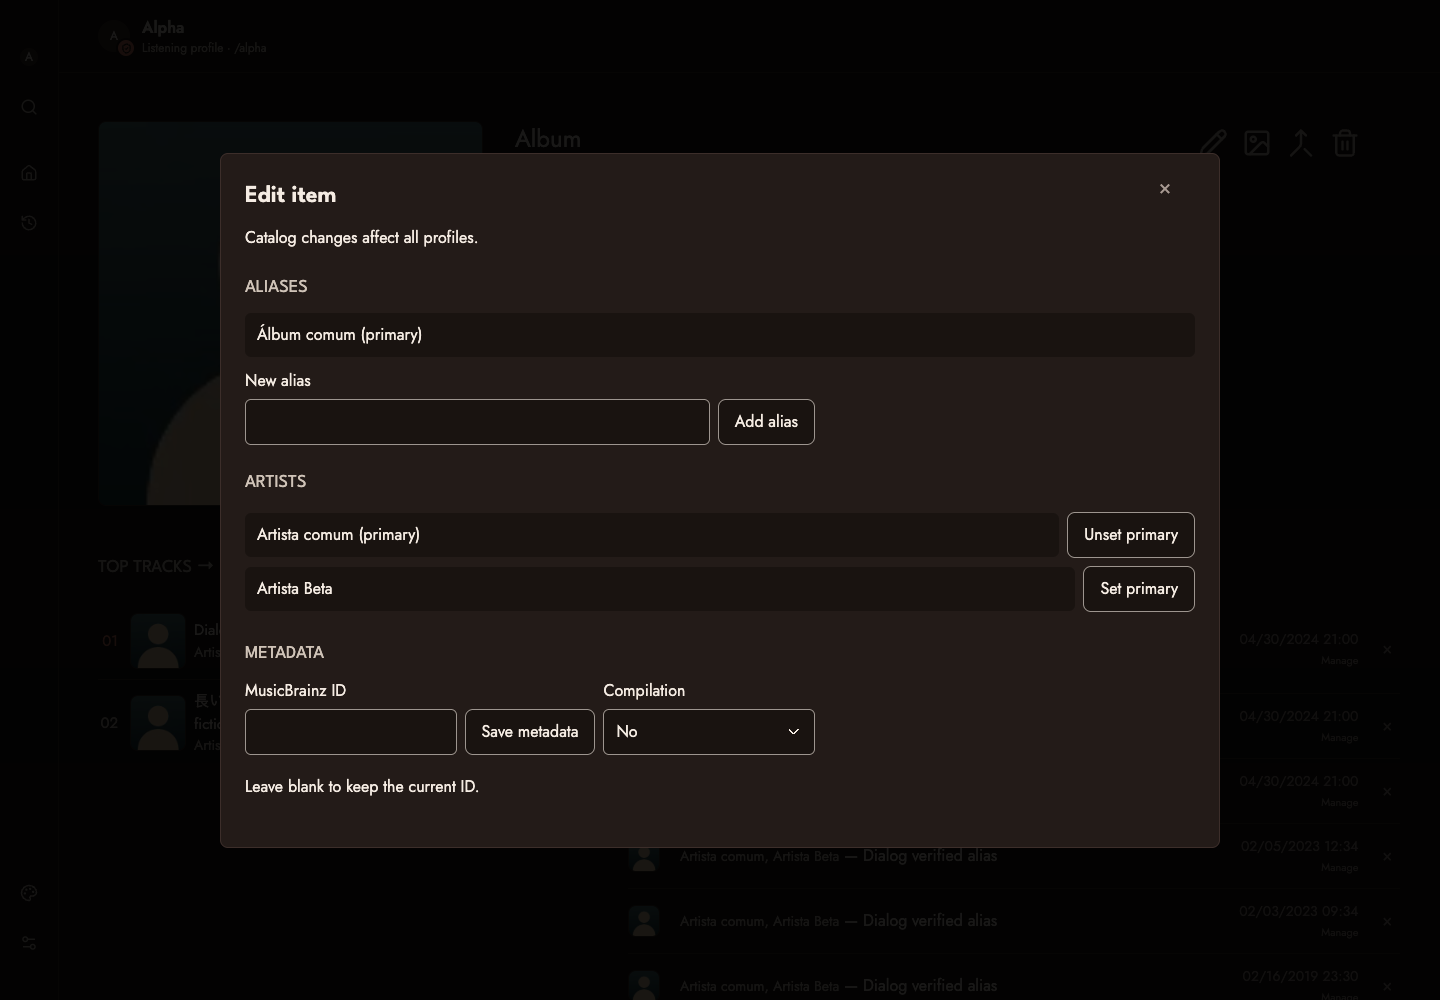 A
Alpha
Listening profile · /alpha
A
Album
Edit item
×
Catalog changes affect all profiles.
ALIASES
Álbum comum (primary)
New alias
Add alias
ARTISTS
Artista comum (primary)
Unset primary
Artista Beta
Set primary
METADATA
MusicBrainz ID
Compilation
Save metadata
No
Leave blank to keep the current ID.
TOP TRACKS →
01
02
04/30/2024 21:00
Manage
×
04/30/2024 21:00
Manage
×
04/30/2024 21:00
Manage
×
Artista comum, Artista Beta — Dialog verified alias
02/05/2023 12:34
Manage
×
Artista comum, Artista Beta — Dialog verified alias
02/03/2023 09:34
Manage
×
Artista comum, Artista Beta — Dialog verified alias
02/16/2019 23:30
Manage
×